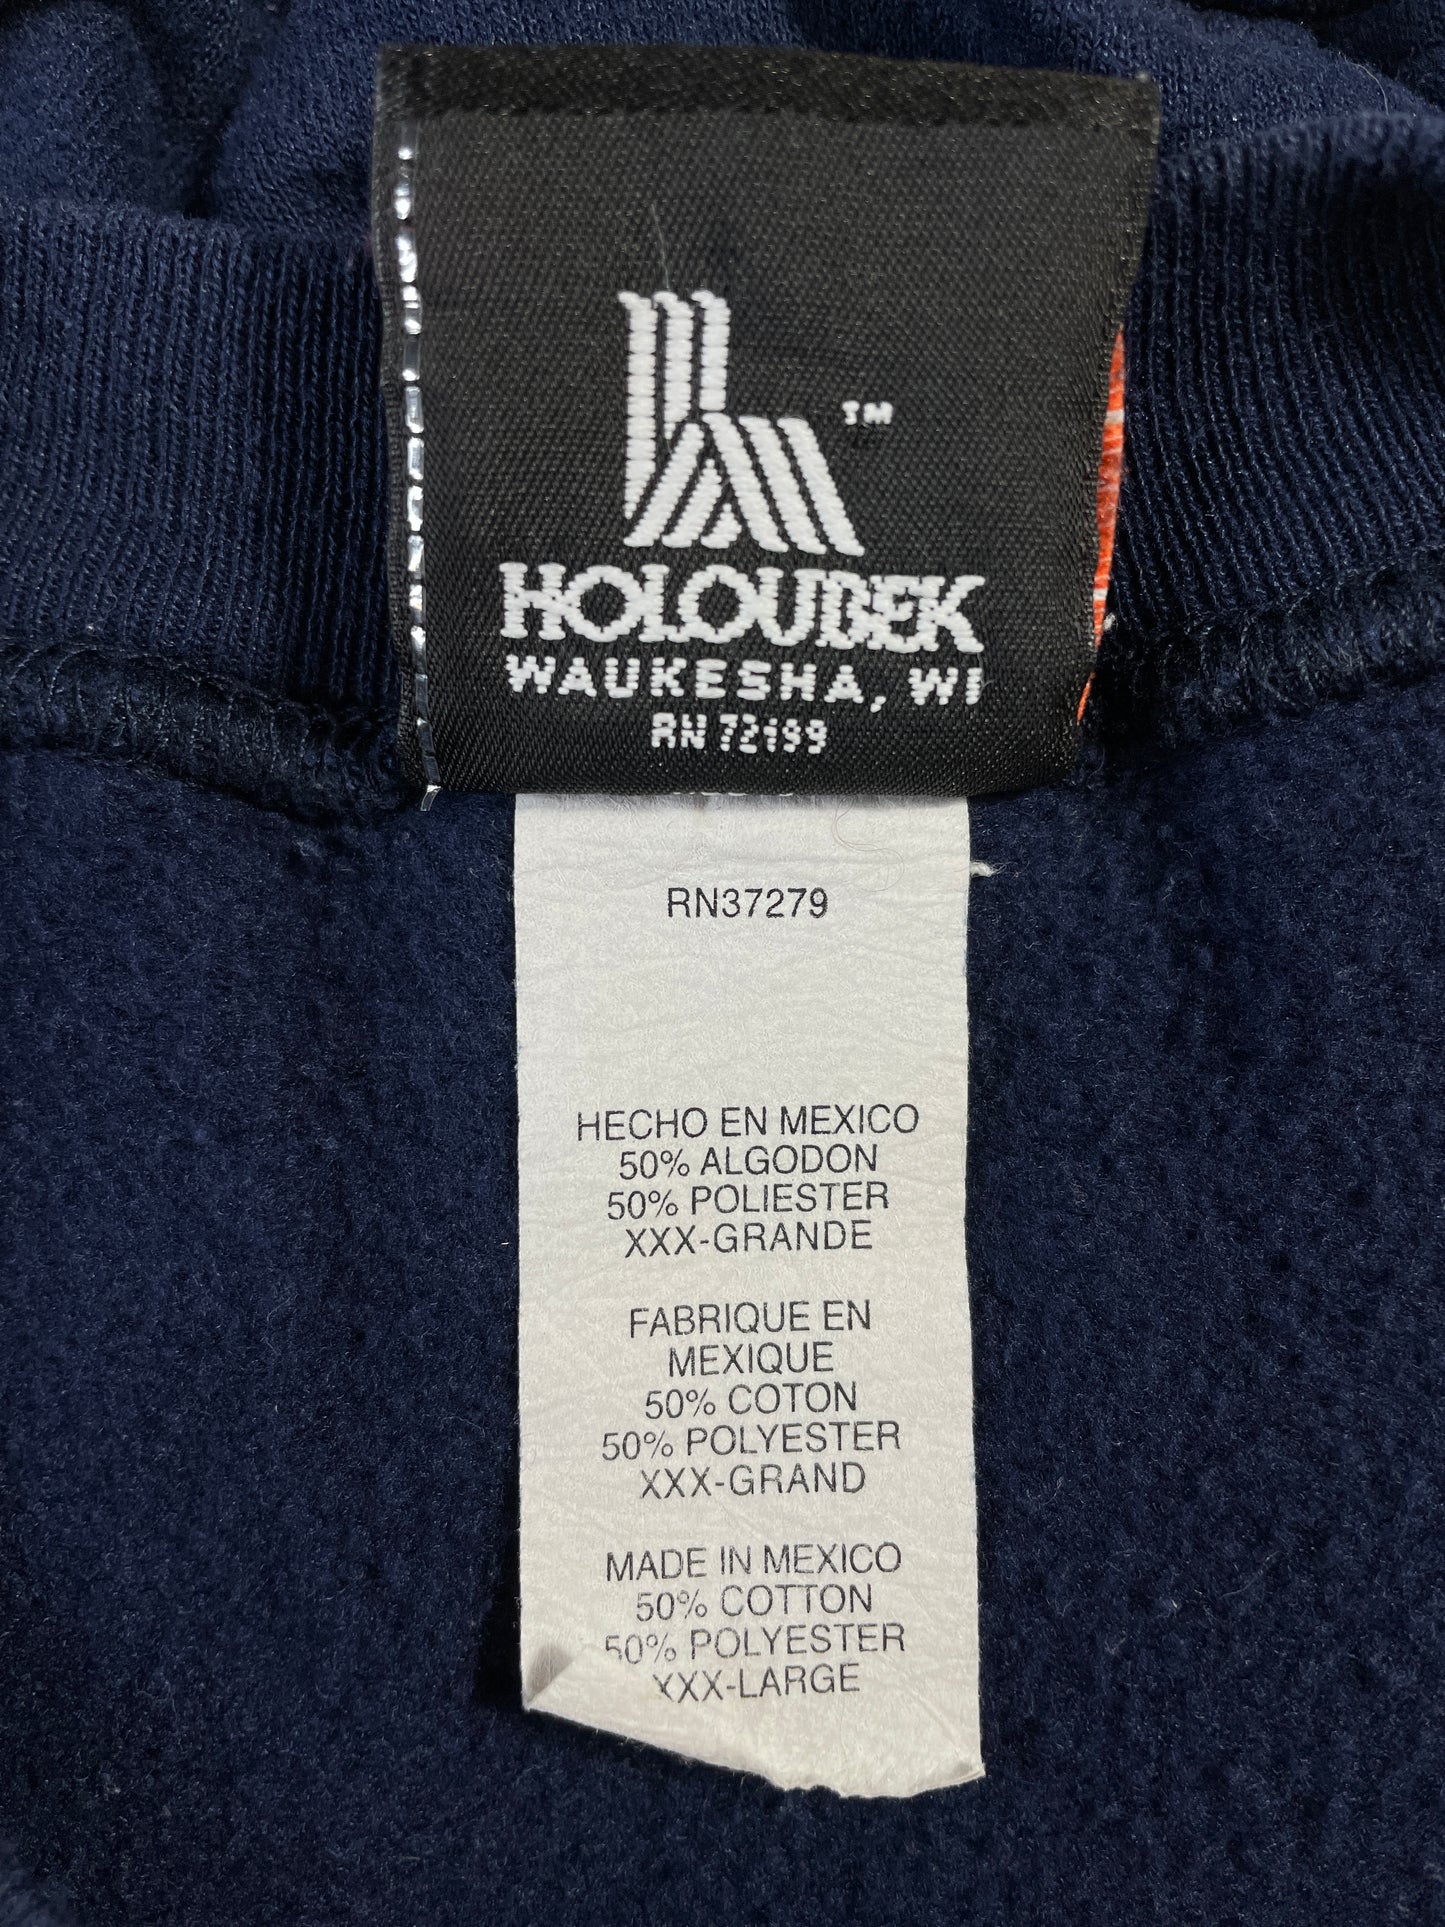 TM
HOLOUBEK
WAUKESHA, WI
RN 72199
RN37279
HECHO EN MEXICO
50% ALGODON
50% POLIESTER
XXX-GRANDE
FABRIQUE EN
MEXIQUE
50% COTON
50% POLYESTER
XXX-GRAND
MADE IN MEXICO
50% COTTON
50% POLYESTER
XXX-LARGE